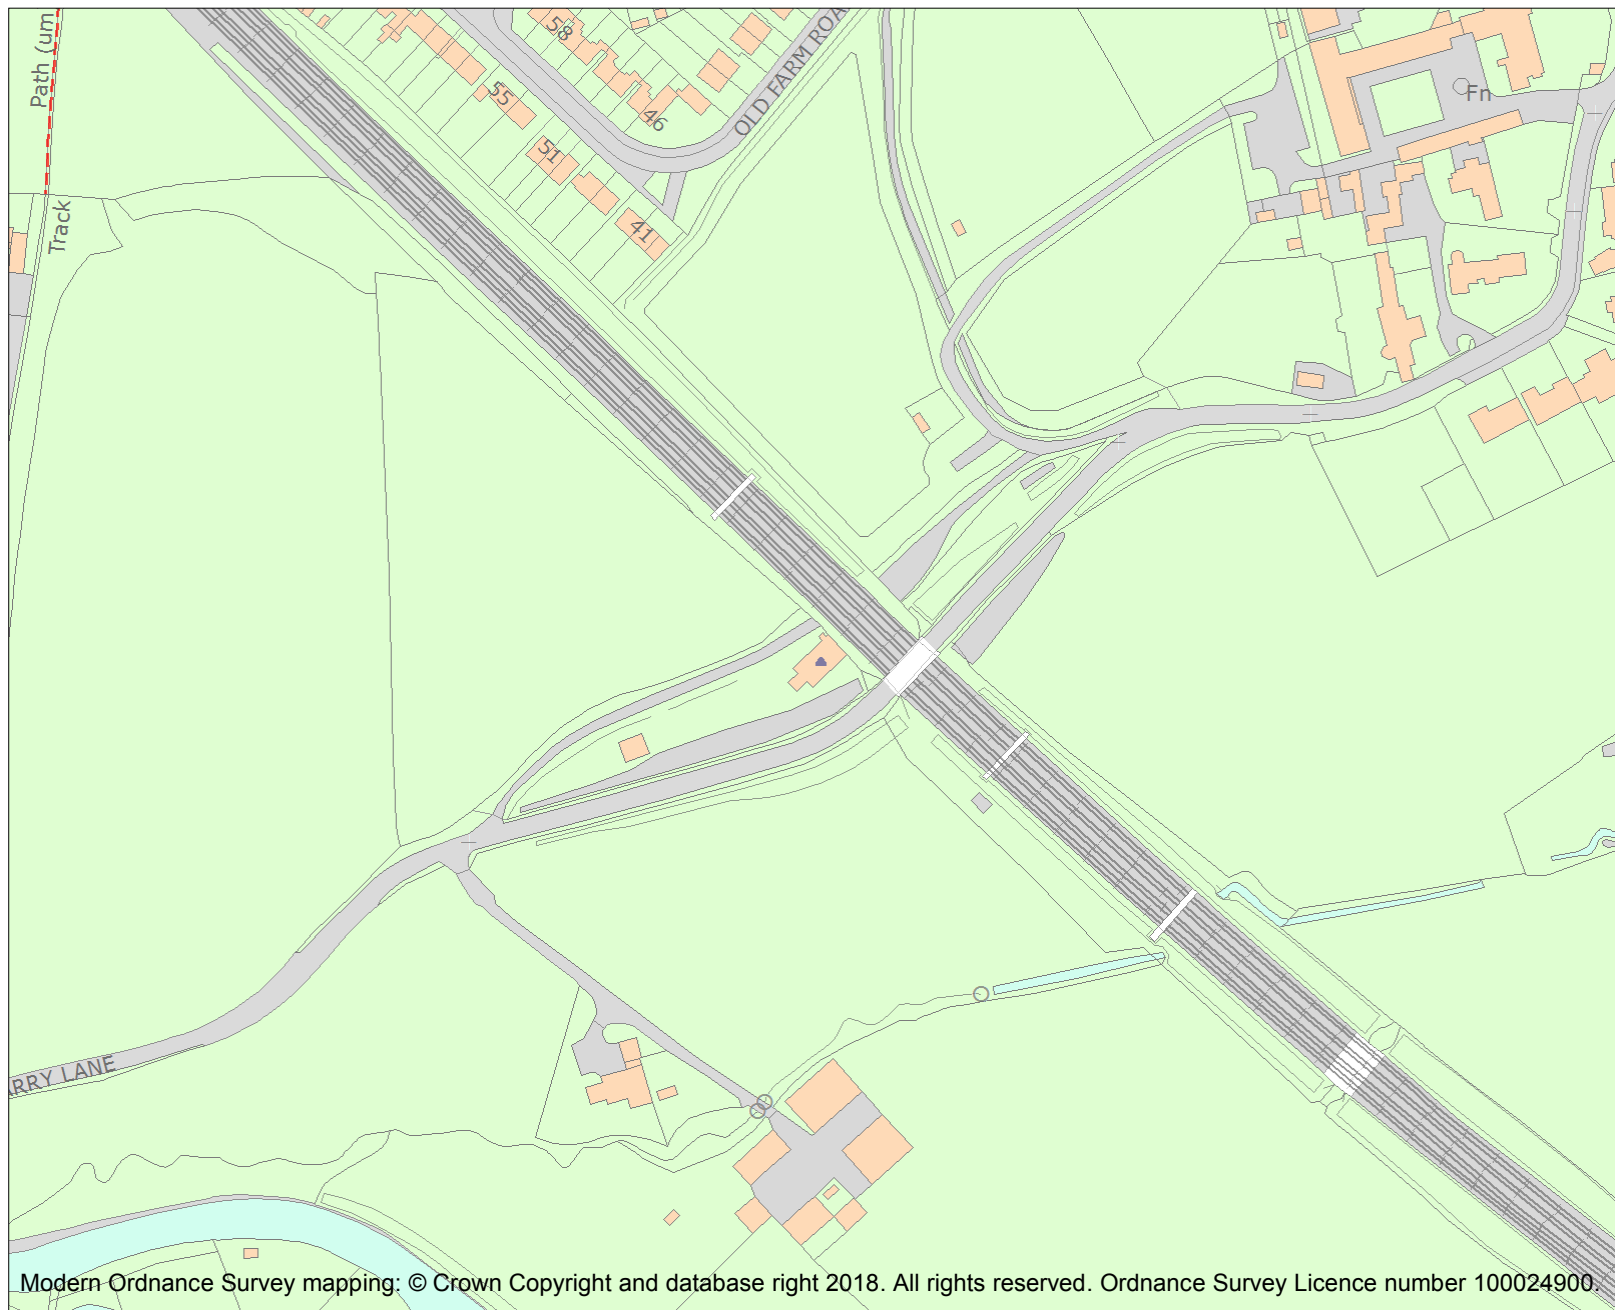 Path (um
Track
58
55
51
46
41
OLD FARM ROA
Fn
ARRY LANE
Modern Ordnance Survey mapping: © Crown Copyright and database right 2018. All rights reserved. Ordnance Survey Licence number 100024900.